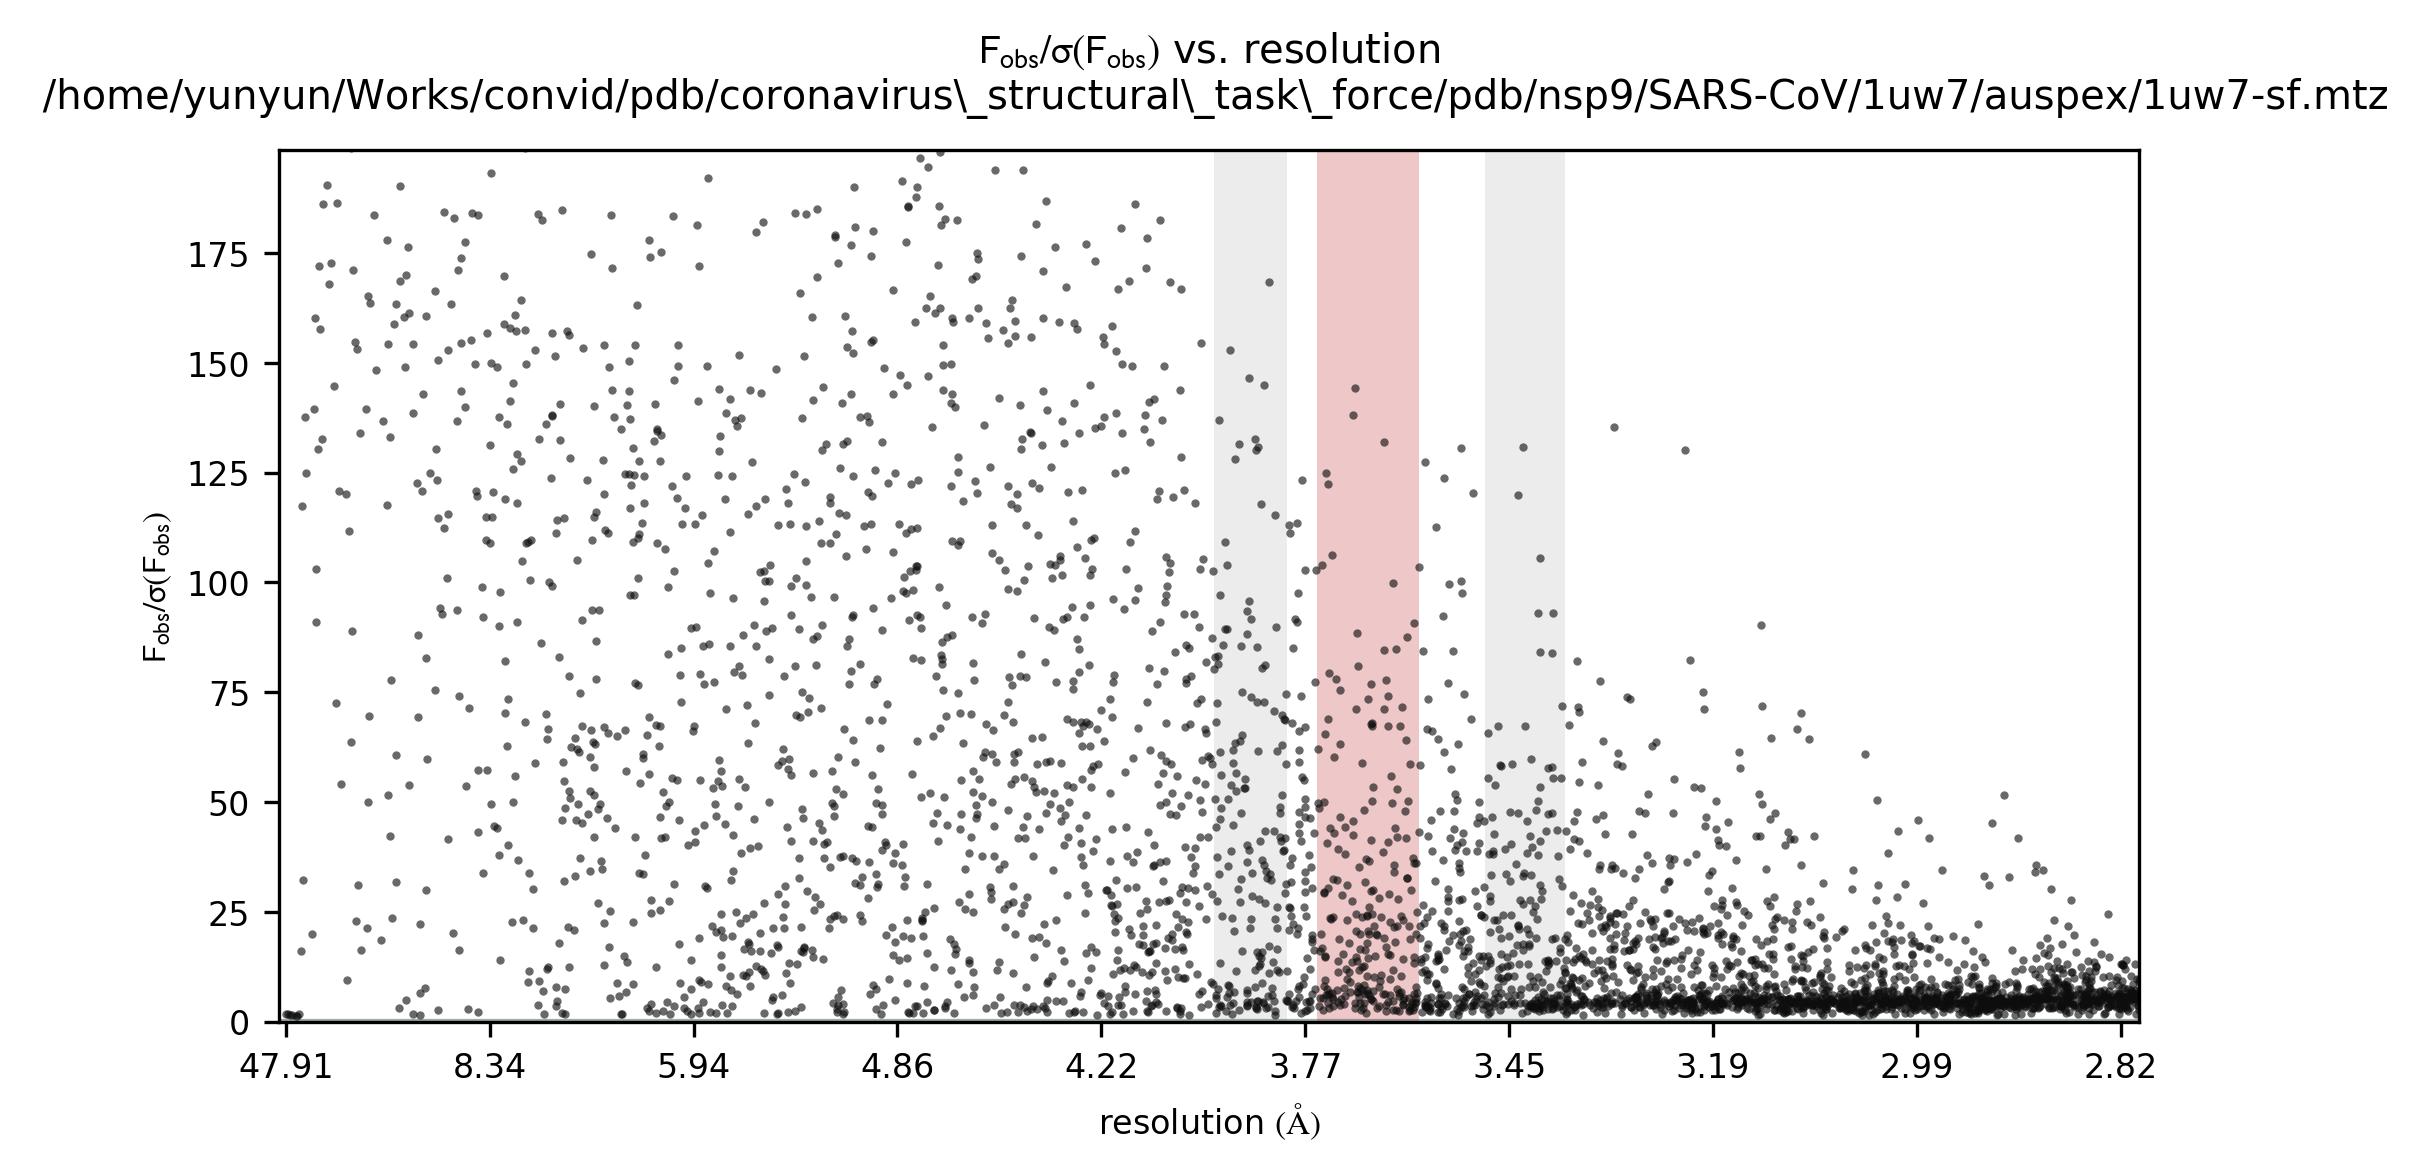 Fobs/σ(Fobs) vs. resolution
/home/yunyun/Works/convid/pdb/coronavirus\_structural\_task\_force/pdb/nsp9/SARS-CoV/1uw7/auspex/1uw7-sf.mtz
Fobs/σ(Fobs)
175
150
125
100
75
50
25
0
47.91 8.34 5.94 4.86 4.22 3.77 3.45 3.19 2.99 2.82
resolution (Å)